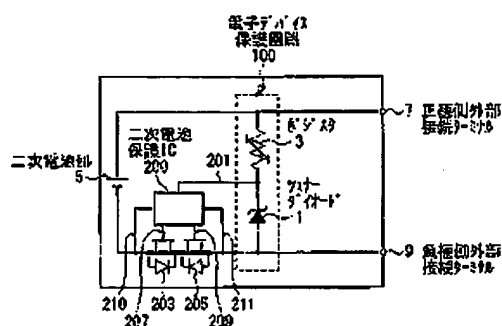 電子デバイス
保護回路
100
7 正極側外部
接続ターミナル
ポジスタ
3
二次電池
保護IC
200
201
二次電池部
5
ツェナー
ダイオード
1
9 負極側外部
接続ターミナル
210
207
203
205
209
211